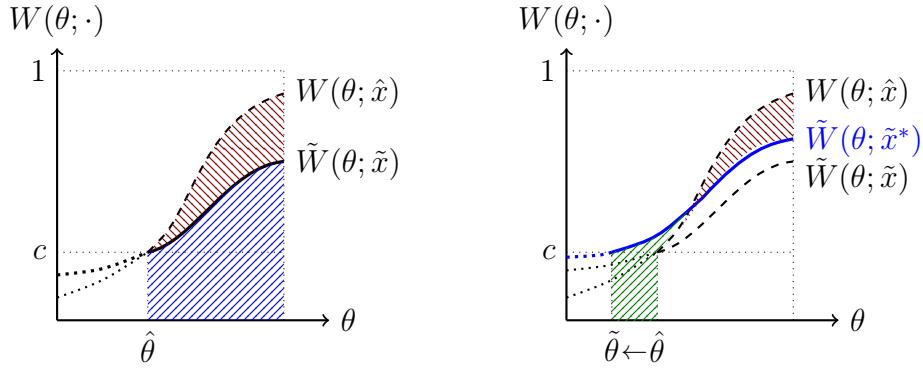 W(θ; ·)
1
W(θ; x̂)
W̃(θ; x̃)
c
θ
θ̂
W(θ; ·)
1
W(θ; x̂)
W̃(θ; x̃*)
W̃(θ; x̃)
c
θ
θ̃←θ̂